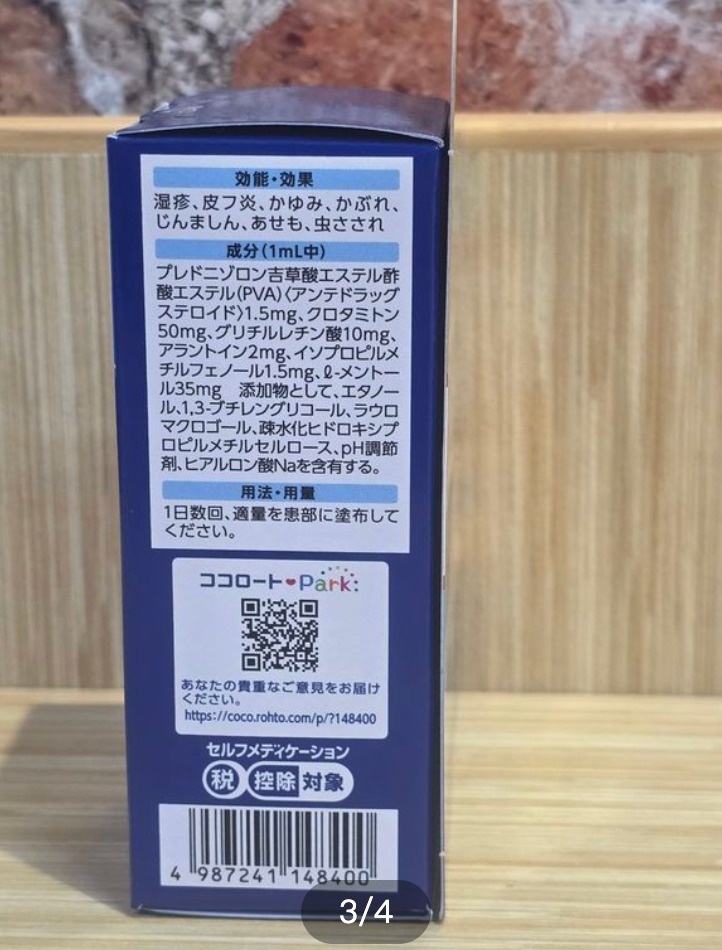 効能・効果
湿疹、皮フ炎、かゆみ、かぶれ、
じんましん、あせも、虫さされ
成分(1mL中)
プレドニゾロン吉草酸エステル酢
酸エステル(PVA)〈アンテドラッグ
ステロイド〉1.5mg、クロタミトン
50mg、グリチルレチン酸10mg、
アラントイン2mg、イソプロピルメ
チルフェノール1.5mg、ℓ-メントー
ル35mg 添加物として、エタノー
ル、1,3-ブチレングリコール、ラウロ
マクロゴール、疎水化ヒドロキシプ
ロピルメチルセルロース、pH調節
剤、ヒアルロン酸Naを含有する。
用法・用量
1日数回、適量を患部に塗布して
ください。
ココロート❤Park
あなたの貴重なご意見をお届け
ください。
https://coco.rohto.com/p/?148400
セルフメディケーション
税 控除 対象
4 987241 148400
3/4